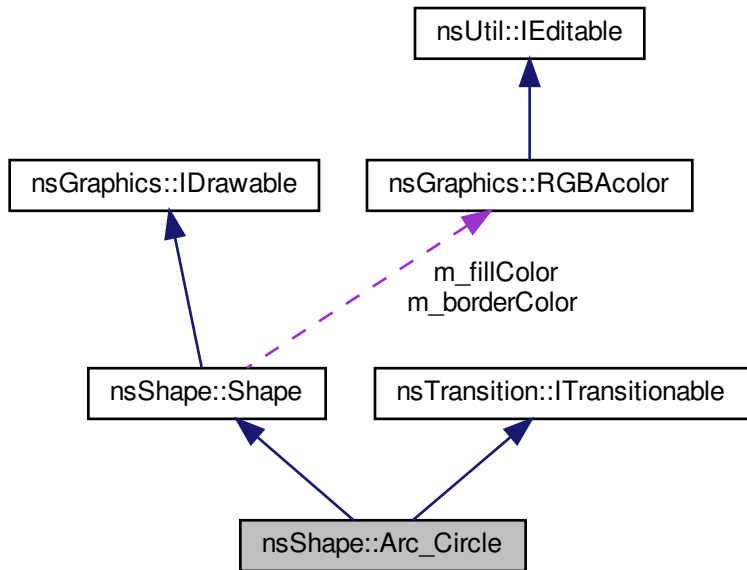 nsUtil::IEditable
nsGraphics::IDrawable
nsGraphics::RGBAcolor
m_fillColor
m_borderColor
nsShape::Shape
nsTransition::ITransitionable
nsShape::Arc_Circle